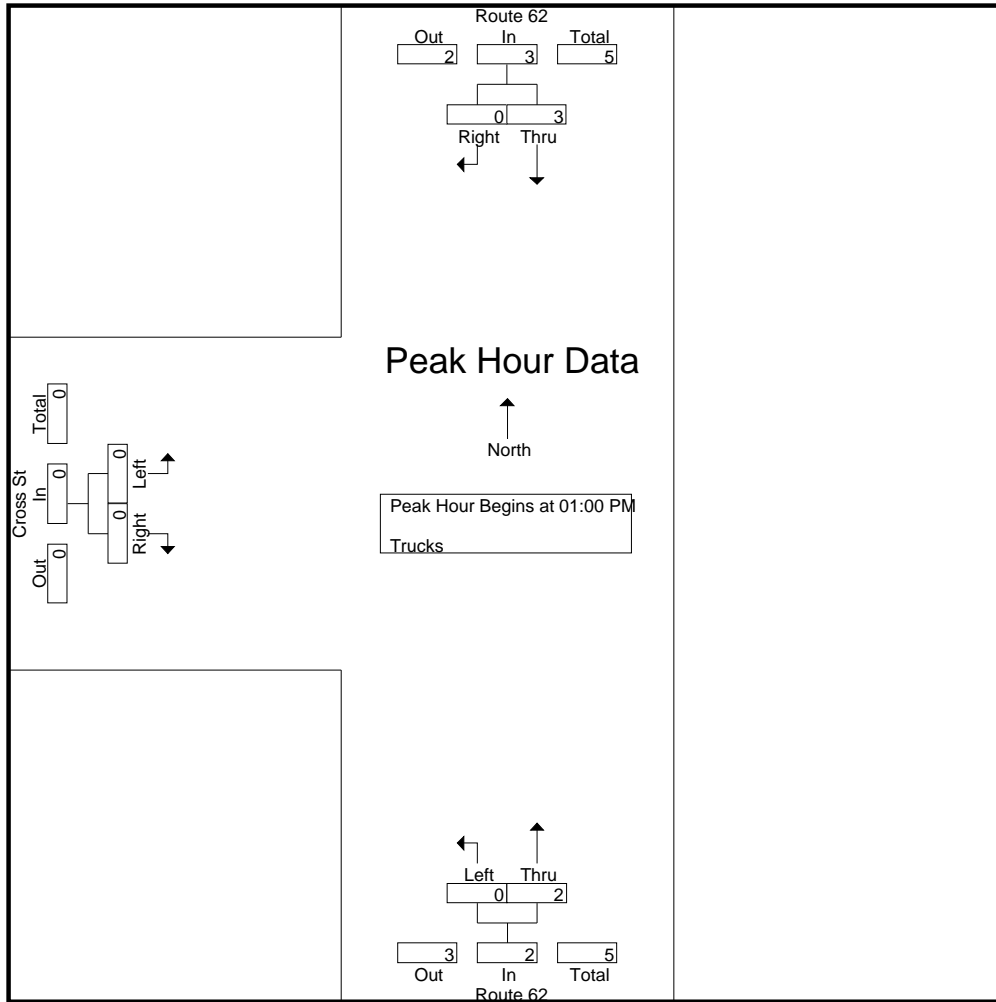 Route 62
Out In Total
2 3 5
0 3
Right Thru
Peak Hour Data
North
Peak Hour Begins at 01:00 PM
Trucks
Cross St
Out In Total
0 0 0
Right Left
0 0
Left Thru
0 2
3 2 5
Out In Total
Route 62